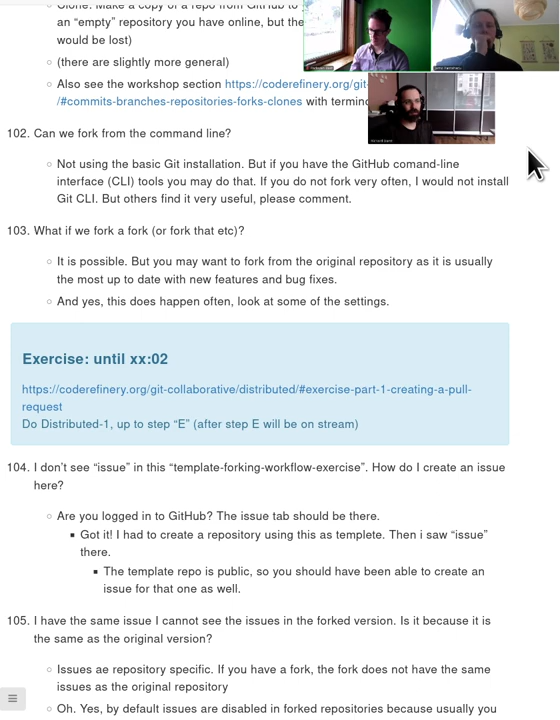 Clone: Make a copy of a repo from GitHub to
an “empty” repository you have online, but the
would be lost)
(there are slightly more general)
Also see the workshop section https://coderefinery.org/git-
/#commits-branches-repositories-forks-clones with termin
102. Can we fork from the command line?
Not using the basic Git installation. But if you have the GitHub comand-line
interface (CLI) tools you may do that. If you do not fork very often, I would not install
Git CLI. But others find it very useful, please comment.
103. What if we fork a fork (or fork that etc)?
It is possible. But you may want to fork from the original repository as it is usually
the most up to date with new features and bug fixes.
And yes, this does happen often, look at some of the settings.
Exercise: until xx:02
https://coderefinery.org/git-collaborative/distributed/#exercise-part-1-creating-a-pull-
request
Do Distributed-1, up to step “E” (after step E will be on stream)
104. I don’t see “issue” in this “template-forking-workflow-exercise”. How do I create an issue
here?
Are you logged in to GitHub? The issue tab should be there.
Got it! I had to create a repository using this as templete. Then i saw “issue”
there.
The template repo is public, so you should have been able to create an
issue for that one as well.
105. I have the same issue I cannot see the issues in the forked version. Is it because it is
the same as the original version?
Issues ae repository specific. If you have a fork, the fork does not have the same
issues as the original repository
Oh. Yes, by default issues are disabled in forked repositories because usually you